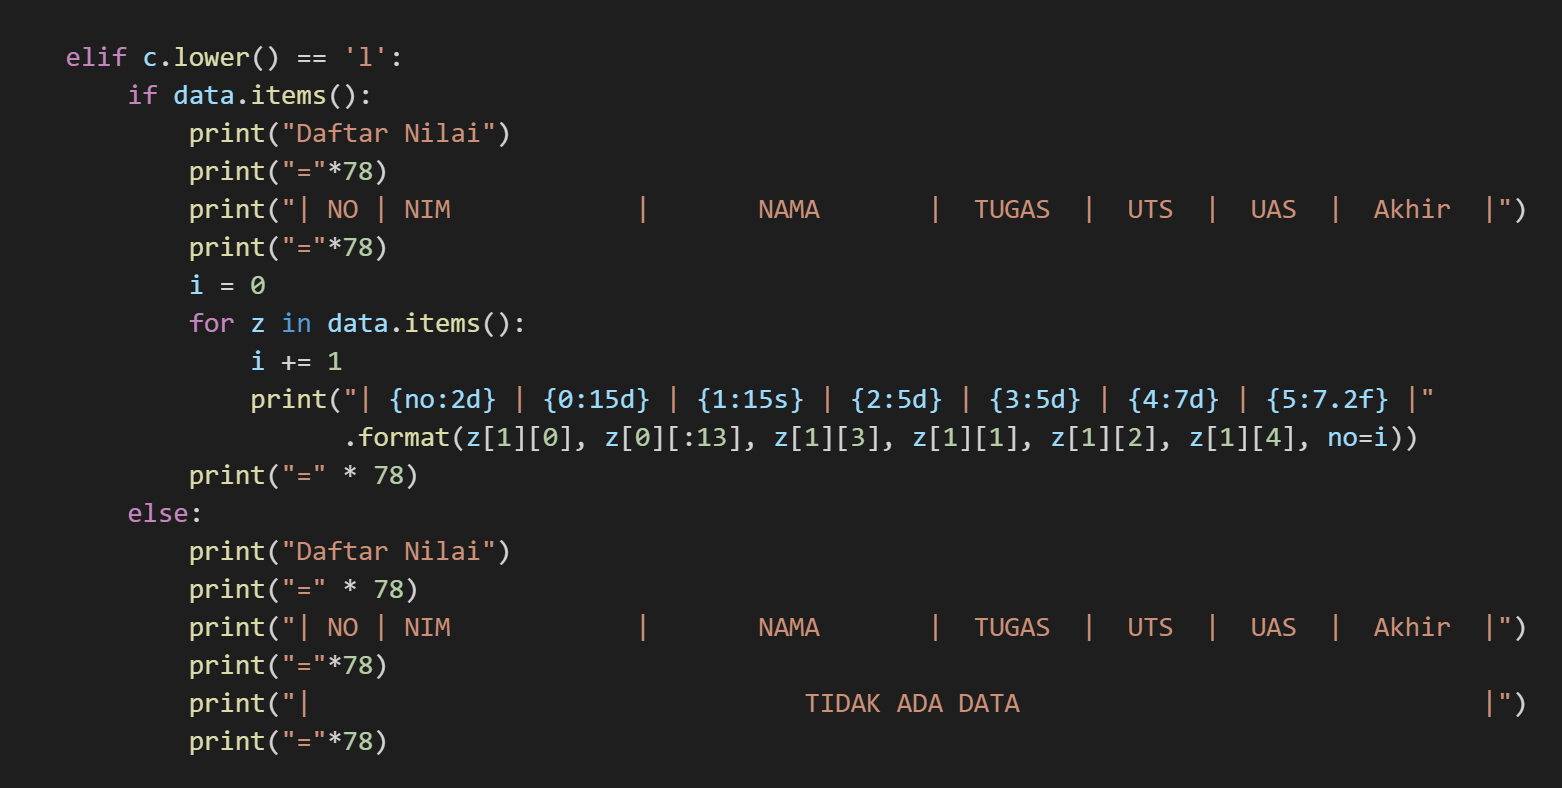 elif c.lower() == 'l':
    if data.items():
        print("Daftar Nilai")
        print("="*78)
        print("| NO | NIM            |       NAMA       |  TUGAS  |  UTS  |  UAS  |  Akhir  |")
        print("="*78)
        i = 0
        for z in data.items():
            i += 1
            print("| {no:2d} | {0:15d} | {1:15s} | {2:5d} | {3:5d} | {4:7d} | {5:7.2f} |"
                  .format(z[1][0], z[0][:13], z[1][3], z[1][1], z[1][2], z[1][4], no=i))
        print("=" * 78)
    else:
        print("Daftar Nilai")
        print("=" * 78)
        print("| NO | NIM            |       NAMA       |  TUGAS  |  UTS  |  UAS  |  Akhir  |")
        print("="*78)
        print("|                                TIDAK ADA DATA                              |")
        print("="*78)